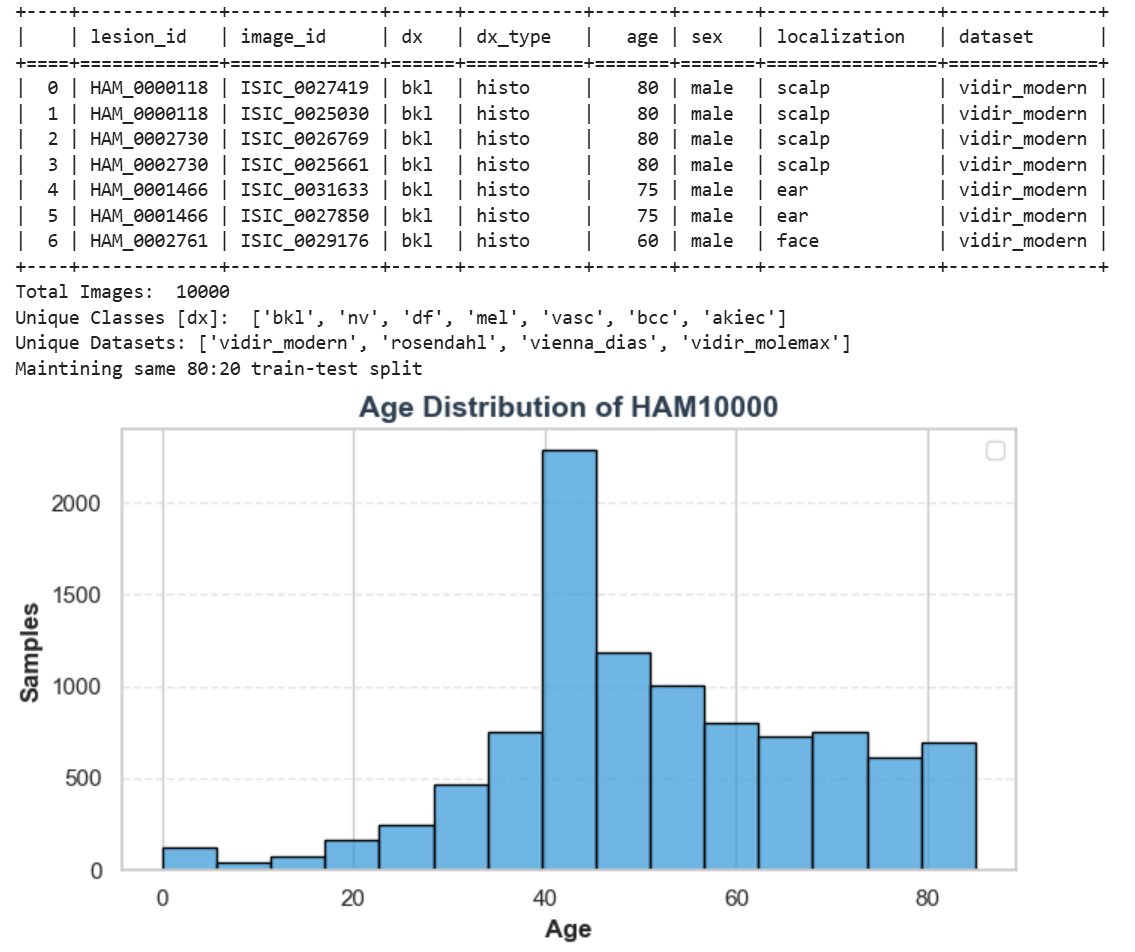 +----+-------------+--------------+------+-----------+-------+-------+----------------+--------------+
|    | lesion_id   | image_id     | dx   | dx_type   |   age | sex   | localization   | dataset      |
+====+=============+==============+======+===========+=======+=======+================+==============+
|  0 | HAM_0000118 | ISIC_0027419 | bkl  | histo     |    80 | male  | scalp          | vidir_modern |
|  1 | HAM_0000118 | ISIC_0025030 | bkl  | histo     |    80 | male  | scalp          | vidir_modern |
|  2 | HAM_0002730 | ISIC_0026769 | bkl  | histo     |    80 | male  | scalp          | vidir_modern |
|  3 | HAM_0002730 | ISIC_0025661 | bkl  | histo     |    80 | male  | scalp          | vidir_modern |
|  4 | HAM_0001466 | ISIC_0031633 | bkl  | histo     |    75 | male  | ear            | vidir_modern |
|  5 | HAM_0001466 | ISIC_0027850 | bkl  | histo     |    75 | male  | ear            | vidir_modern |
|  6 | HAM_0002761 | ISIC_0029176 | bkl  | histo     |    60 | male  | face           | vidir_modern |
+----+-------------+--------------+------+-----------+-------+-------+----------------+--------------+
Total Images:  10000
Unique Classes [dx]:  ['bkl', 'nv', 'df', 'mel', 'vasc', 'bcc', 'akiec']
Unique Datasets: ['vidir_modern', 'rosendahl', 'vienna_dias', 'vidir_molemax']
Maintining same 80:20 train-test split
Age Distribution of HAM10000
2000
1500
1000
500
0
Samples
0 20 40 60 80
Age